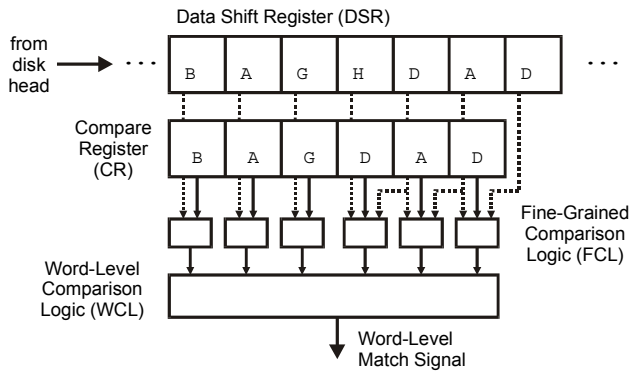 Data Shift Register (DSR)
from
disk
head
· · ·
B A G H D A D
· · ·
Compare
Register
(CR)
B A G D A D
Fine-Grained
Comparison
Logic (FCL)
Word-Level
Comparison
Logic (WCL)
Word-Level
Match Signal